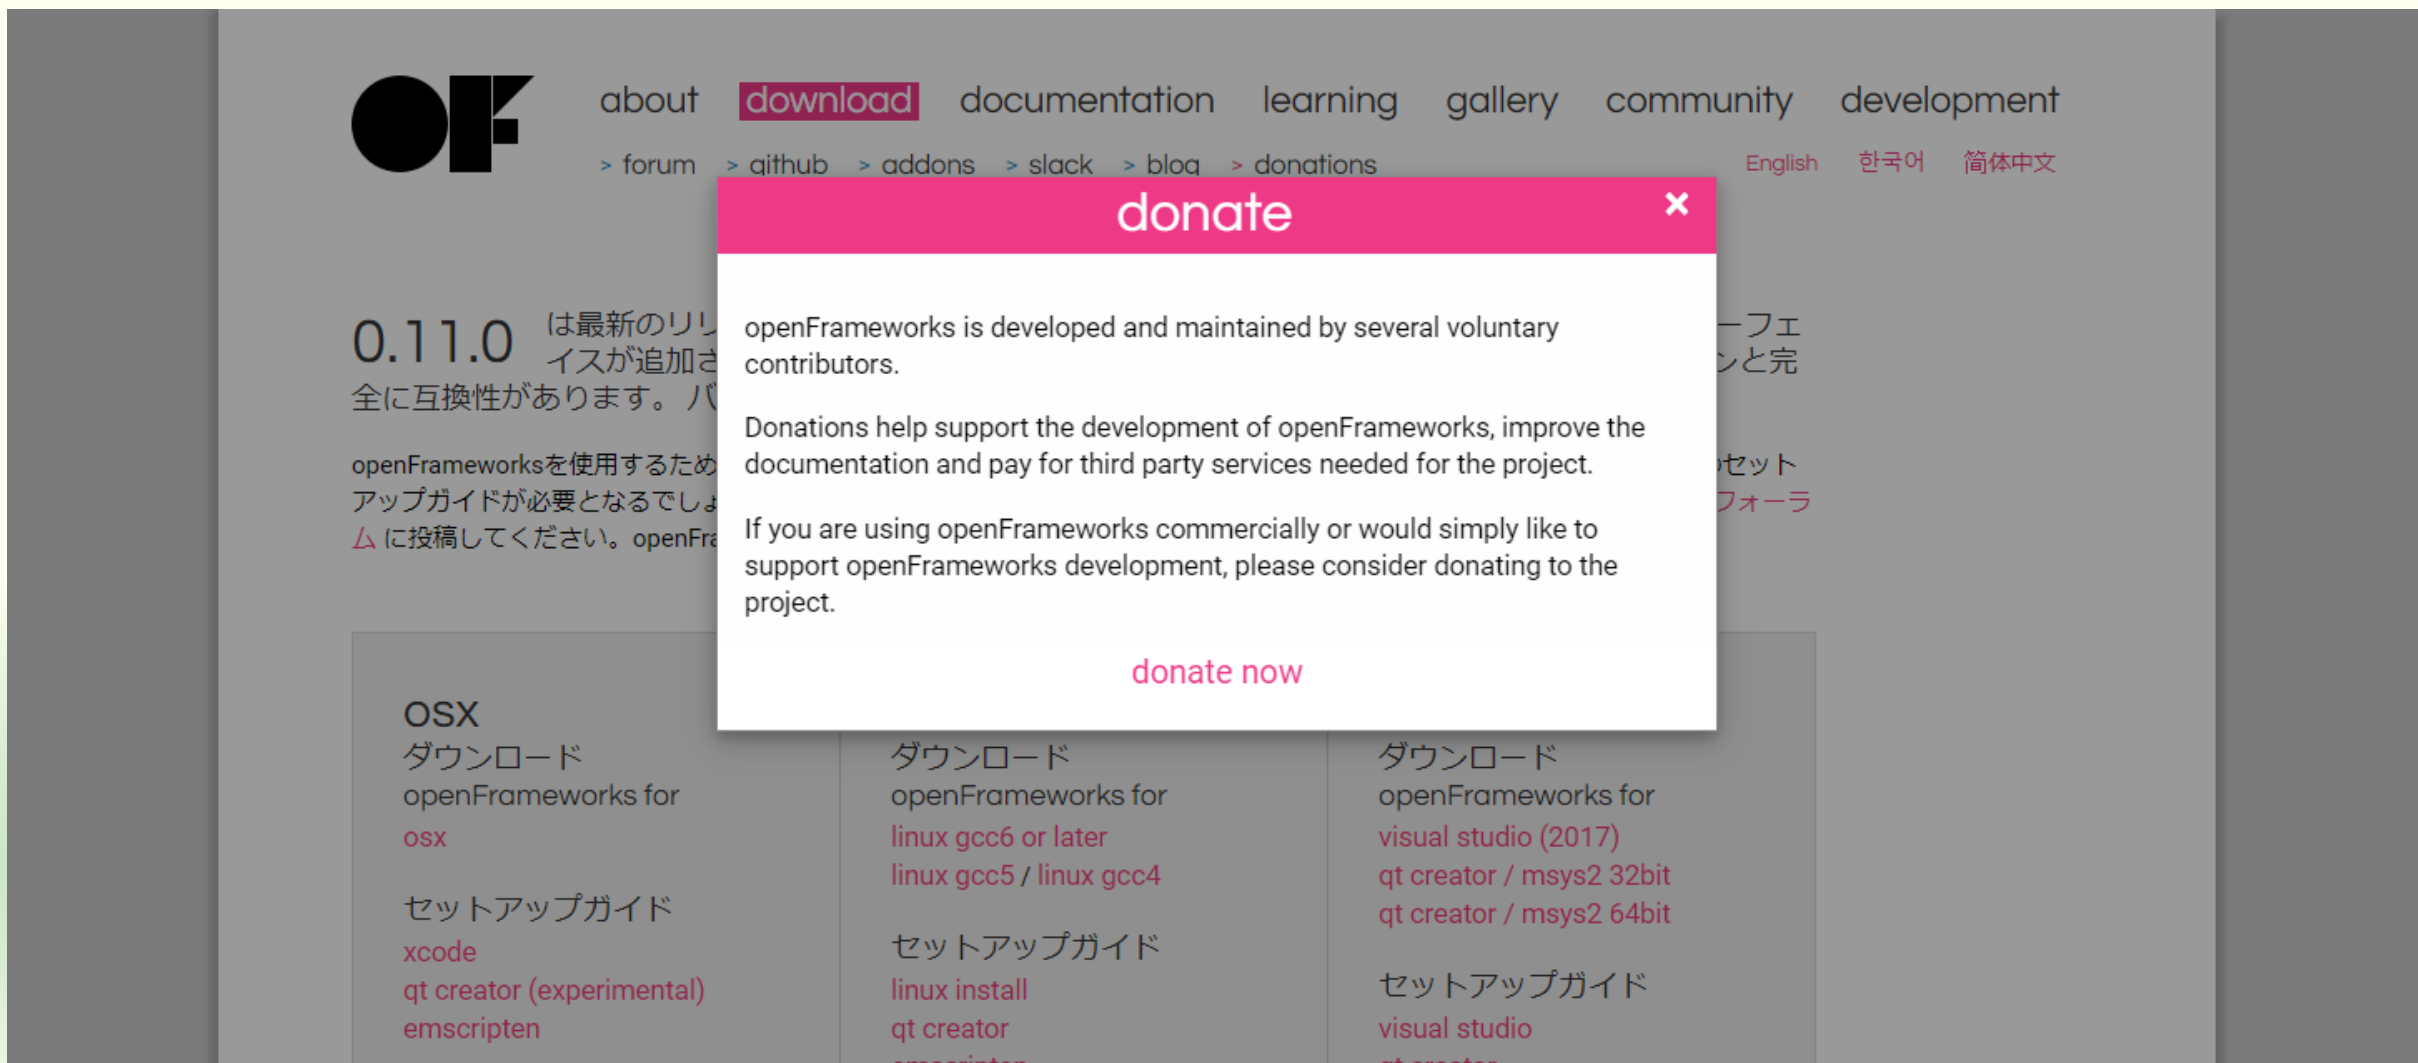 OF
about download documentation learning gallery community development
> forum > github > addons > slack > blog > donations
English 한국어 简体中文
donate ×
0.11.0 は最新のリリ
ーフェ
イスが追加さ
ンと完
全に互換性があります。 バ
openFrameworksを使用するため
のセット
アップガイドが必要となるでしょ
フォーラ
ム に投稿してください。openFra
openFrameworks is developed and maintained by several voluntary
contributors.
Donations help support the development of openFrameworks, improve the
documentation and pay for third party services needed for the project.
If you are using openFrameworks commercially or would simply like to
support openFrameworks development, please consider donating to the
project.
donate now
osx
ダウンロード
openFrameworks for
osx
セットアップガイド
xcode
qt creator (experimental)
emscripten
ダウンロード
openFrameworks for
linux gcc6 or later
linux gcc5 / linux gcc4
セットアップガイド
linux install
qt creator
ダウンロード
openFrameworks for
visual studio (2017)
qt creator / msys2 32bit
qt creator / msys2 64bit
セットアップガイド
visual studio